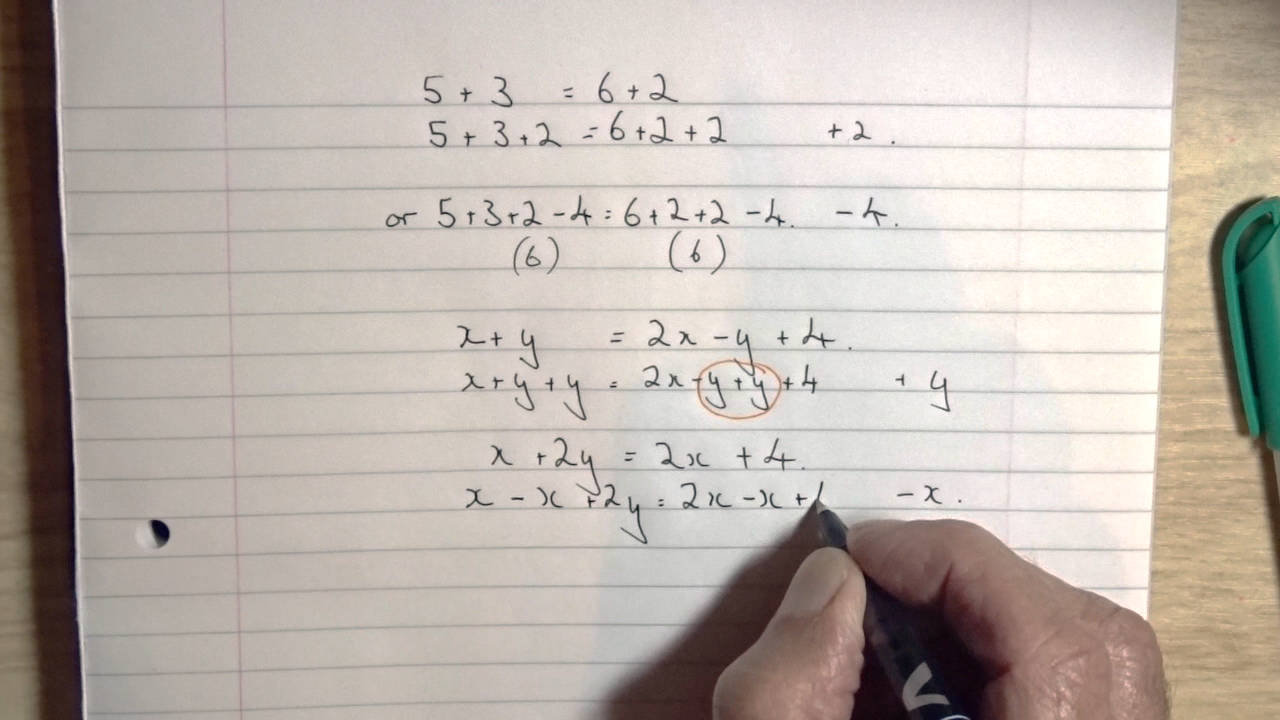 5 + 3 = 6 + 2
5 + 3 + 2 = 6 + 2 + 2 + 2 .
or 5 + 3 + 2 - 4 = 6 + 2 + 2 - 4. - 4.
(6) (6)
x + y = 2x - y + 4.
x + y + y = 2x - y + y + 4 + y
x + 2y = 2x + 4.
x - x + 2y = 2x - x + - x .